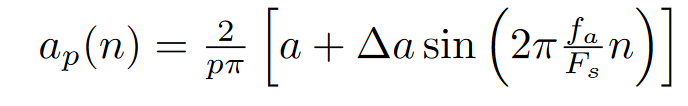 a_p(n) = \frac{2}{p\pi} \left[ a + \Delta a \sin \left( 2\pi \frac{f_a}{F_s} n \right) \right]